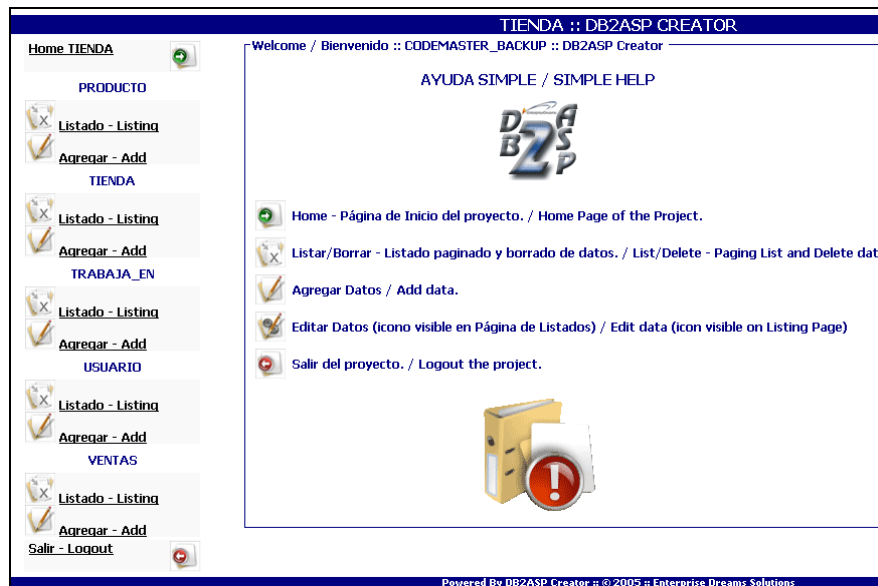 TIENDA :: DB2ASP CREATOR
Home TIENDA
PRODUCTO
Listado - Listing
Agregar - Add
TIENDA
Listado - Listing
Agregar - Add
TRABAJA_EN
Listado - Listing
Agregar - Add
USUARIO
Listado - Listing
Agregar - Add
VENTAS
Listado - Listing
Agregar - Add
Salir - Logout
Welcome / Bienvenido :: CODEMASTER_BACKUP :: DB2ASP Creator
AYUDA SIMPLE / SIMPLE HELP
DB2ASP
Home - Página de Inicio del proyecto. / Home Page of the Project.
Listar/Borrar - Listado paginado y borrado de datos. / List/Delete - Paging List and Delete dat
Agregar Datos / Add data.
Editar Datos (icono visible en Página de Listados) / Edit data (icon visible on Listing Page)
Salir del proyecto. / Logout the project.
Powered By DB2ASP Creator :: © 2005 :: Enterprise Dreams Solutions